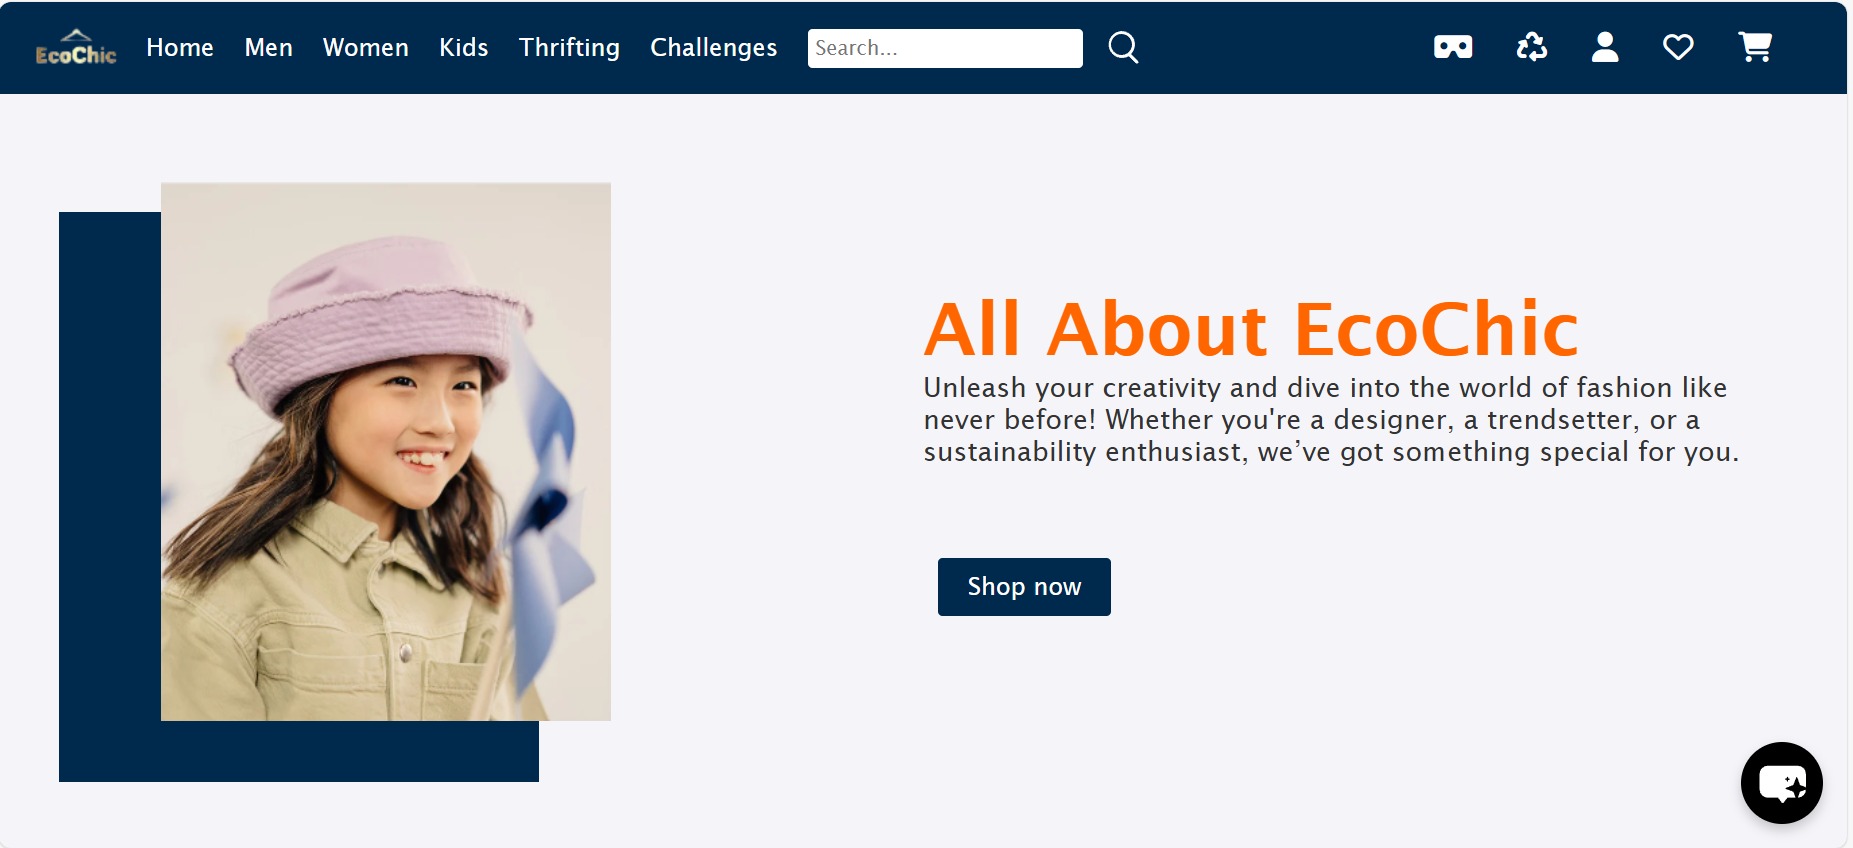 EcoChic
Home Men Women Kids Thrifting Challenges Search...
All About EcoChic
Unleash your creativity and dive into the world of fashion like
never before! Whether you're a designer, a trendsetter, or a
sustainability enthusiast, we’ve got something special for you.
Shop now